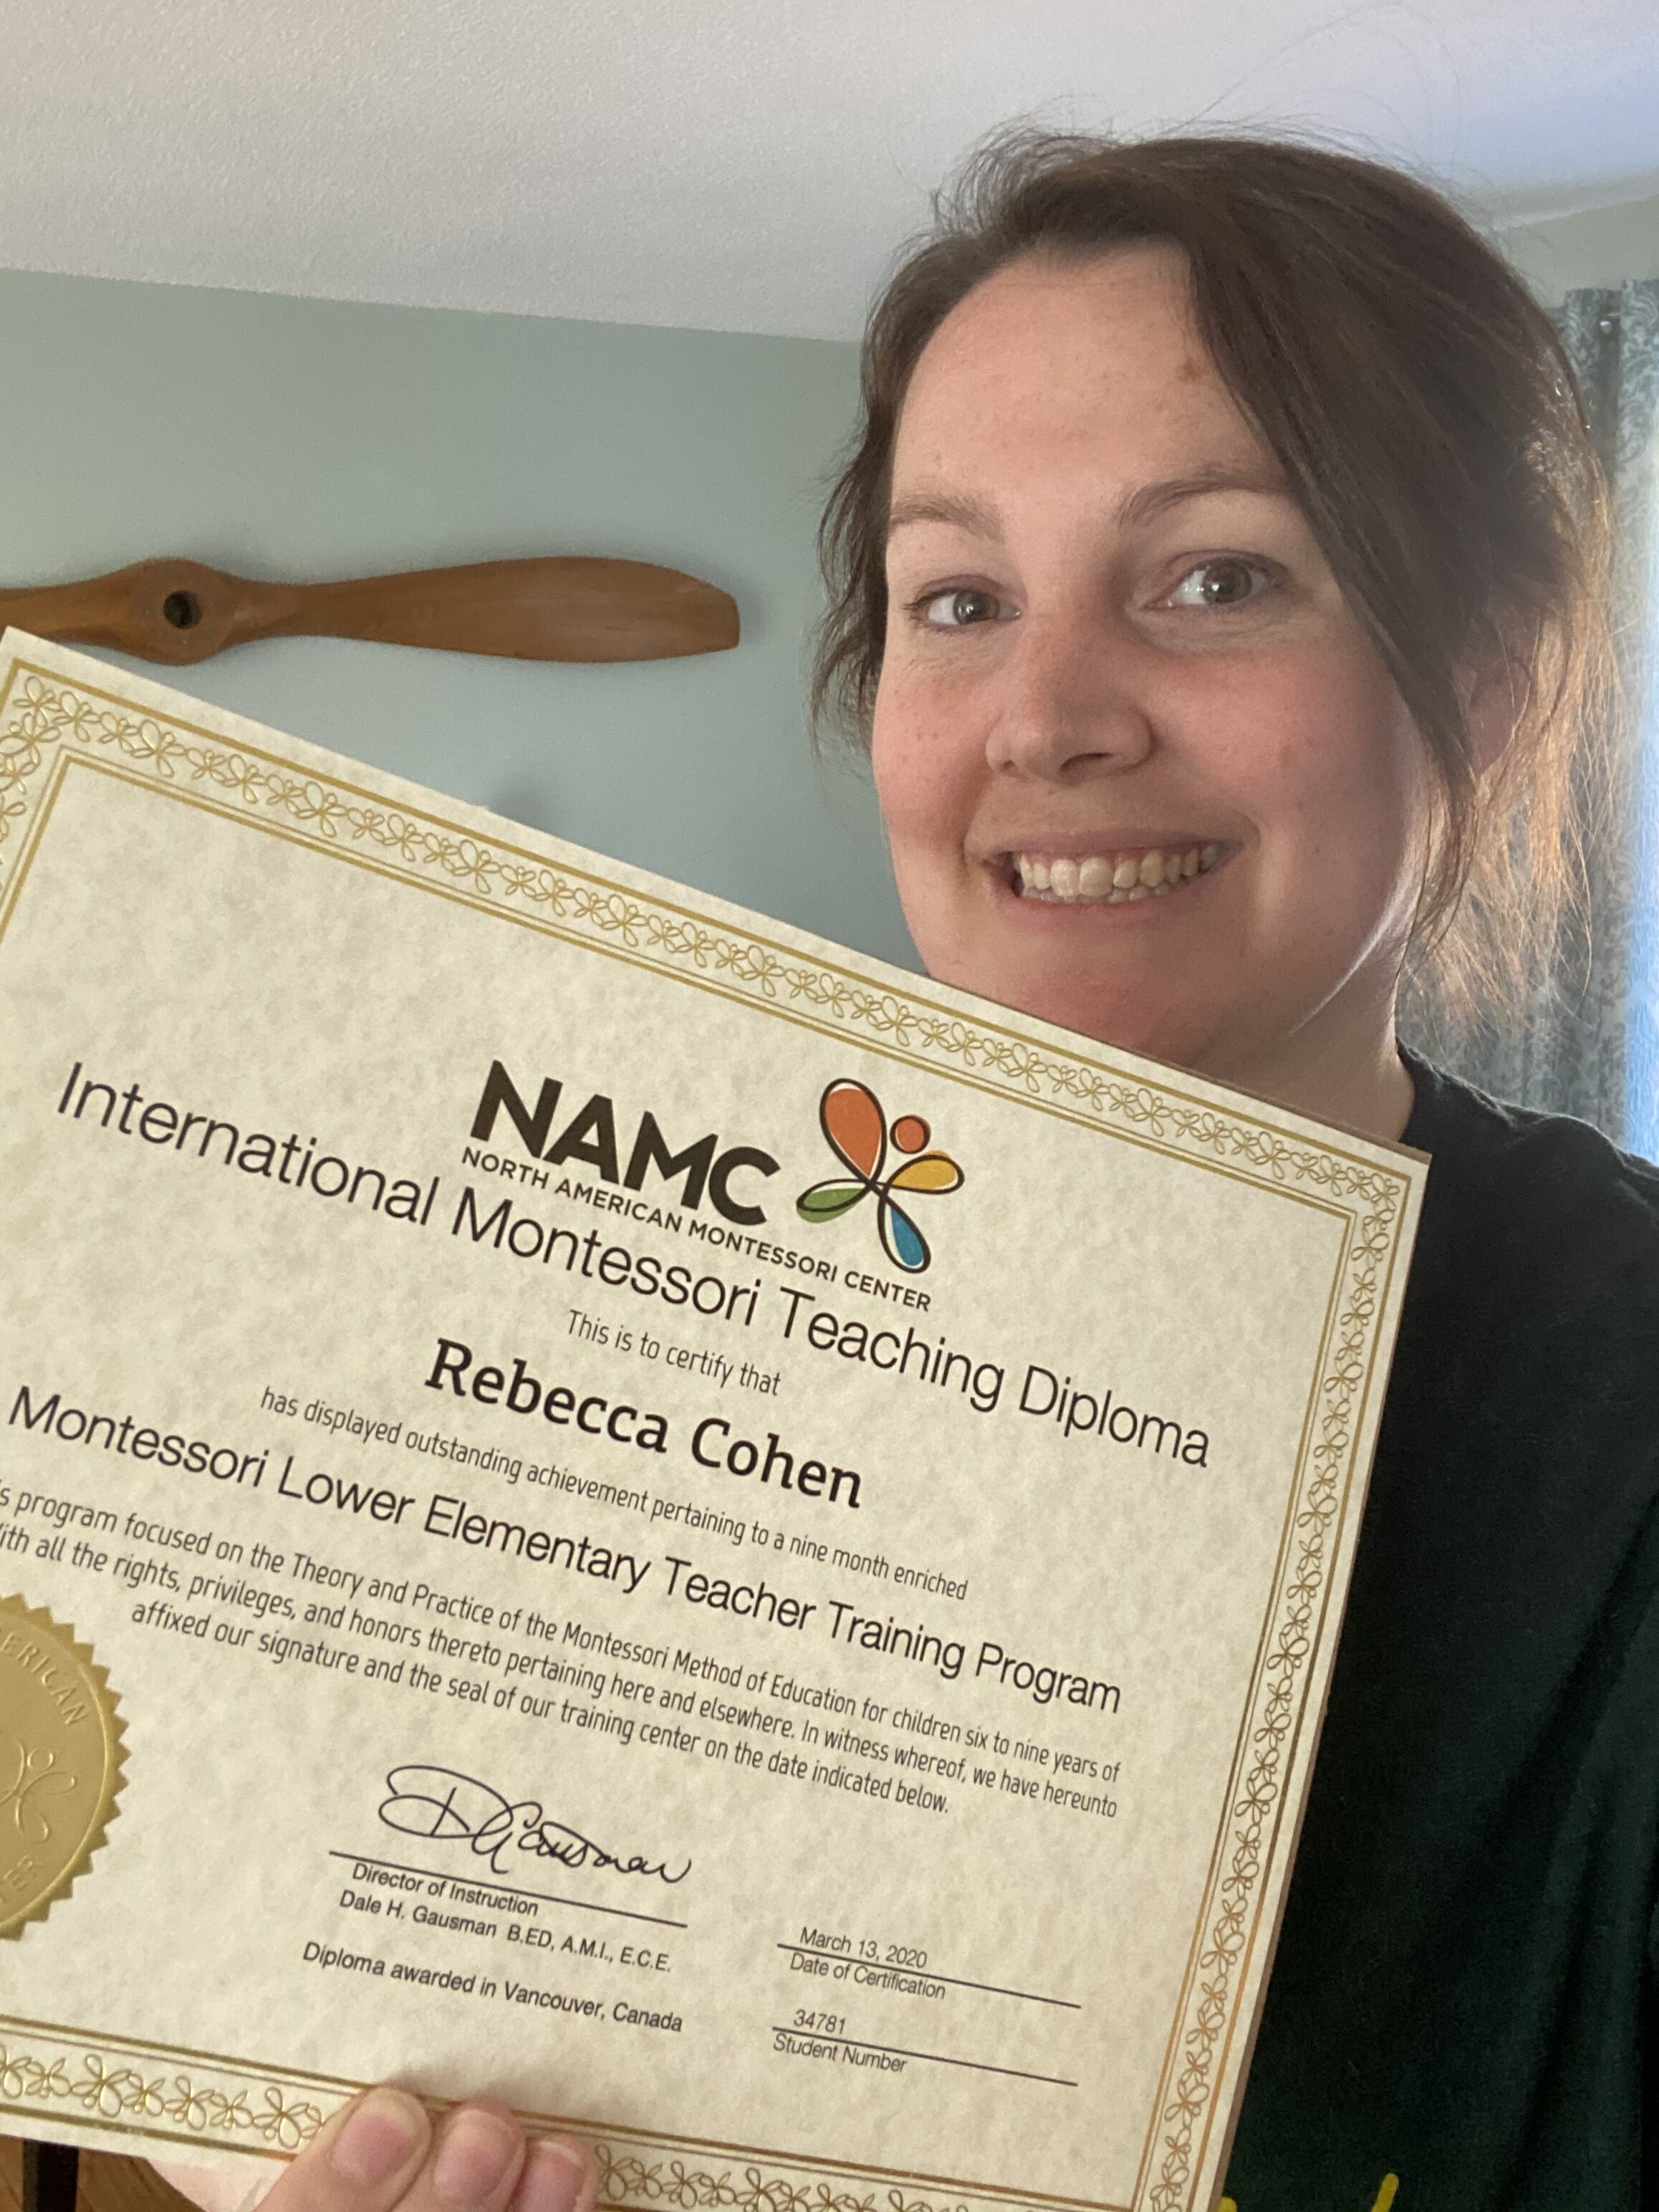 NAMC
NORTH AMERICAN MONTESSORI CENTER
International Montessori Teaching Diploma
This is to certify that
Rebecca Cohen
has displayed outstanding achievement pertaining to a nine month enriched
Montessori Lower Elementary Teacher Training Program
program focused on the Theory and Practice of the Montessori Method of Education for children six to nine years of
all the rights, privileges, and honors thereto pertaining here and elsewhere. In witness whereof, we have hereunto
affixed our signature and the seal of our training center on the date indicated below.
DGausman
Director of Instruction
Dale H. Gausman B.ED, A.M.I., E.C.E.
Diploma awarded in Vancouver, Canada
March 13, 2020
Date of Certification
34781
Student Number